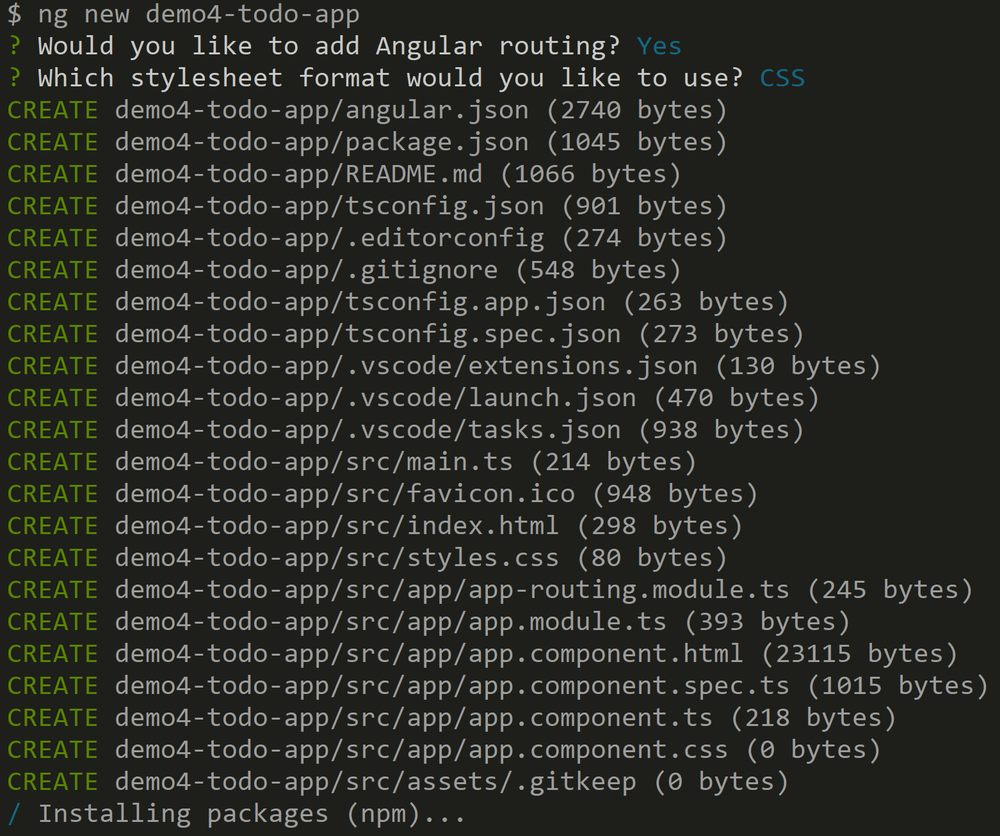 $ ng new demo4-todo-app
? Would you like to add Angular routing? Yes
? Which stylesheet format would you like to use? CSS
CREATE demo4-todo-app/angular.json (2740 bytes)
CREATE demo4-todo-app/package.json (1045 bytes)
CREATE demo4-todo-app/README.md (1066 bytes)
CREATE demo4-todo-app/tsconfig.json (901 bytes)
CREATE demo4-todo-app/.editorconfig (274 bytes)
CREATE demo4-todo-app/.gitignore (548 bytes)
CREATE demo4-todo-app/tsconfig.app.json (263 bytes)
CREATE demo4-todo-app/tsconfig.spec.json (273 bytes)
CREATE demo4-todo-app/.vscode/extensions.json (130 bytes)
CREATE demo4-todo-app/.vscode/launch.json (470 bytes)
CREATE demo4-todo-app/.vscode/tasks.json (938 bytes)
CREATE demo4-todo-app/src/main.ts (214 bytes)
CREATE demo4-todo-app/src/favicon.ico (948 bytes)
CREATE demo4-todo-app/src/index.html (298 bytes)
CREATE demo4-todo-app/src/styles.css (80 bytes)
CREATE demo4-todo-app/src/app/app-routing.module.ts (245 bytes)
CREATE demo4-todo-app/src/app/app.module.ts (393 bytes)
CREATE demo4-todo-app/src/app/app.component.html (23115 bytes)
CREATE demo4-todo-app/src/app/app.component.spec.ts (1015 bytes)
CREATE demo4-todo-app/src/app/app.component.ts (218 bytes)
CREATE demo4-todo-app/src/app/app.component.css (0 bytes)
CREATE demo4-todo-app/src/assets/.gitkeep (0 bytes)
/ Installing packages (npm)...